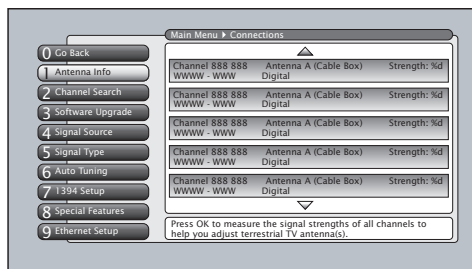 Main Menu Connections
0 Go Back
1 Antenna Info
2 Channel Search
3 Software Upgrade
4 Signal Source
5 Signal Type
6 Auto Tuning
7 1394 Setup
8 Special Features
9 Ethernet Setup
Channel 888 888 Antenna A (Cable Box) Strength: %d
WWWW - WWW Digital
Channel 888 888 Antenna A (Cable Box) Strength: %d
WWWW - WWW Digital
Channel 888 888 Antenna A (Cable Box) Strength: %d
WWWW - WWW Digital
Channel 888 888 Antenna A (Cable Box) Strength: %d
WWWW - WWW Digital
Channel 888 888 Antenna A (Cable Box) Strength: %d
WWWW - WWW Digital
Press OK to measure the signal strengths of all channels to
help you adjust terrestrial TV antenna(s).